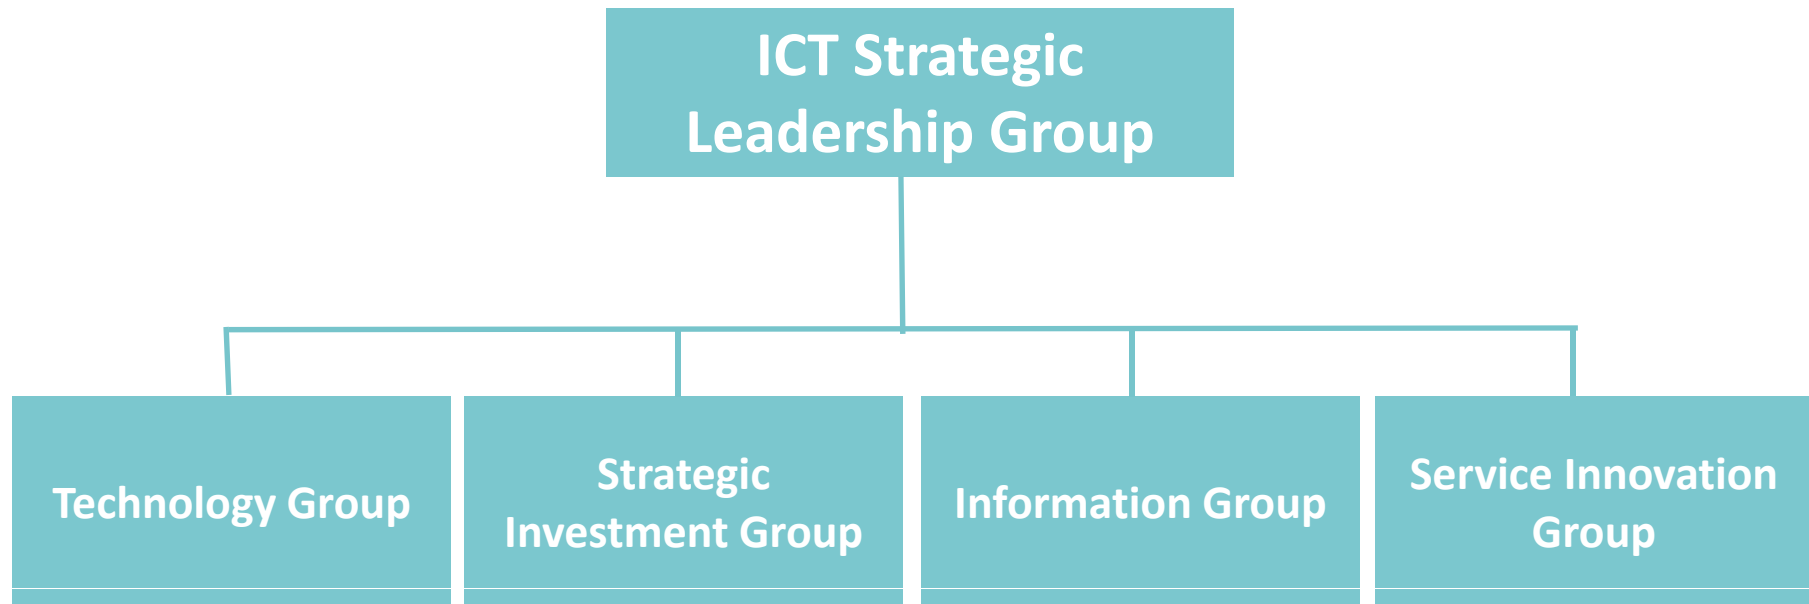 ICT Strategic
Leadership Group
Technology Group
Strategic
Investment Group
Information Group
Service Innovation
Group